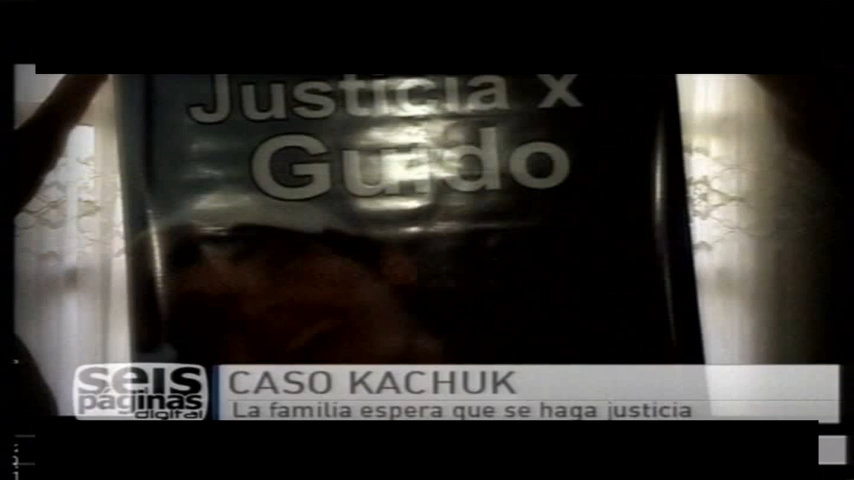 Justicia x
Guido
seis
páginas
digital
CASO KACHUK
La familia espera que se haga justicia